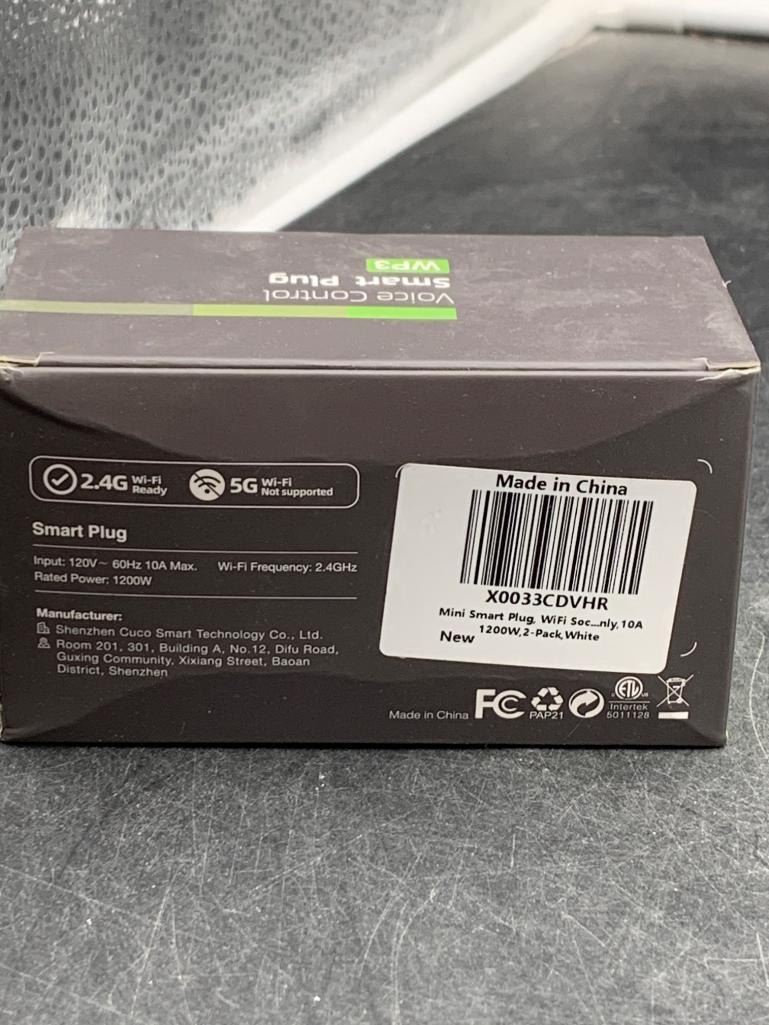 WP3
Smart Plug
Voice Control
2.4G Wi-Fi Ready
5G Wi-Fi Not supported
Smart Plug
Input: 120V~ 60Hz 10A Max. Wi-Fi Frequency: 2.4GHz
Rated Power: 1200W
Manufacturer:
Shenzhen Cuco Smart Technology Co., Ltd.
Room 201, 301, Building A, No.12, Difu Road,
Guxing Community, Xixiang Street, Baoan
District, Shenzhen
Made in China
X0033CDVHR
Mini Smart Plug, WiFi Soc...nly,10A
1200W,2-Pack,White
New
Made in China
FC
PAP21
ETL
Intertek
5011128